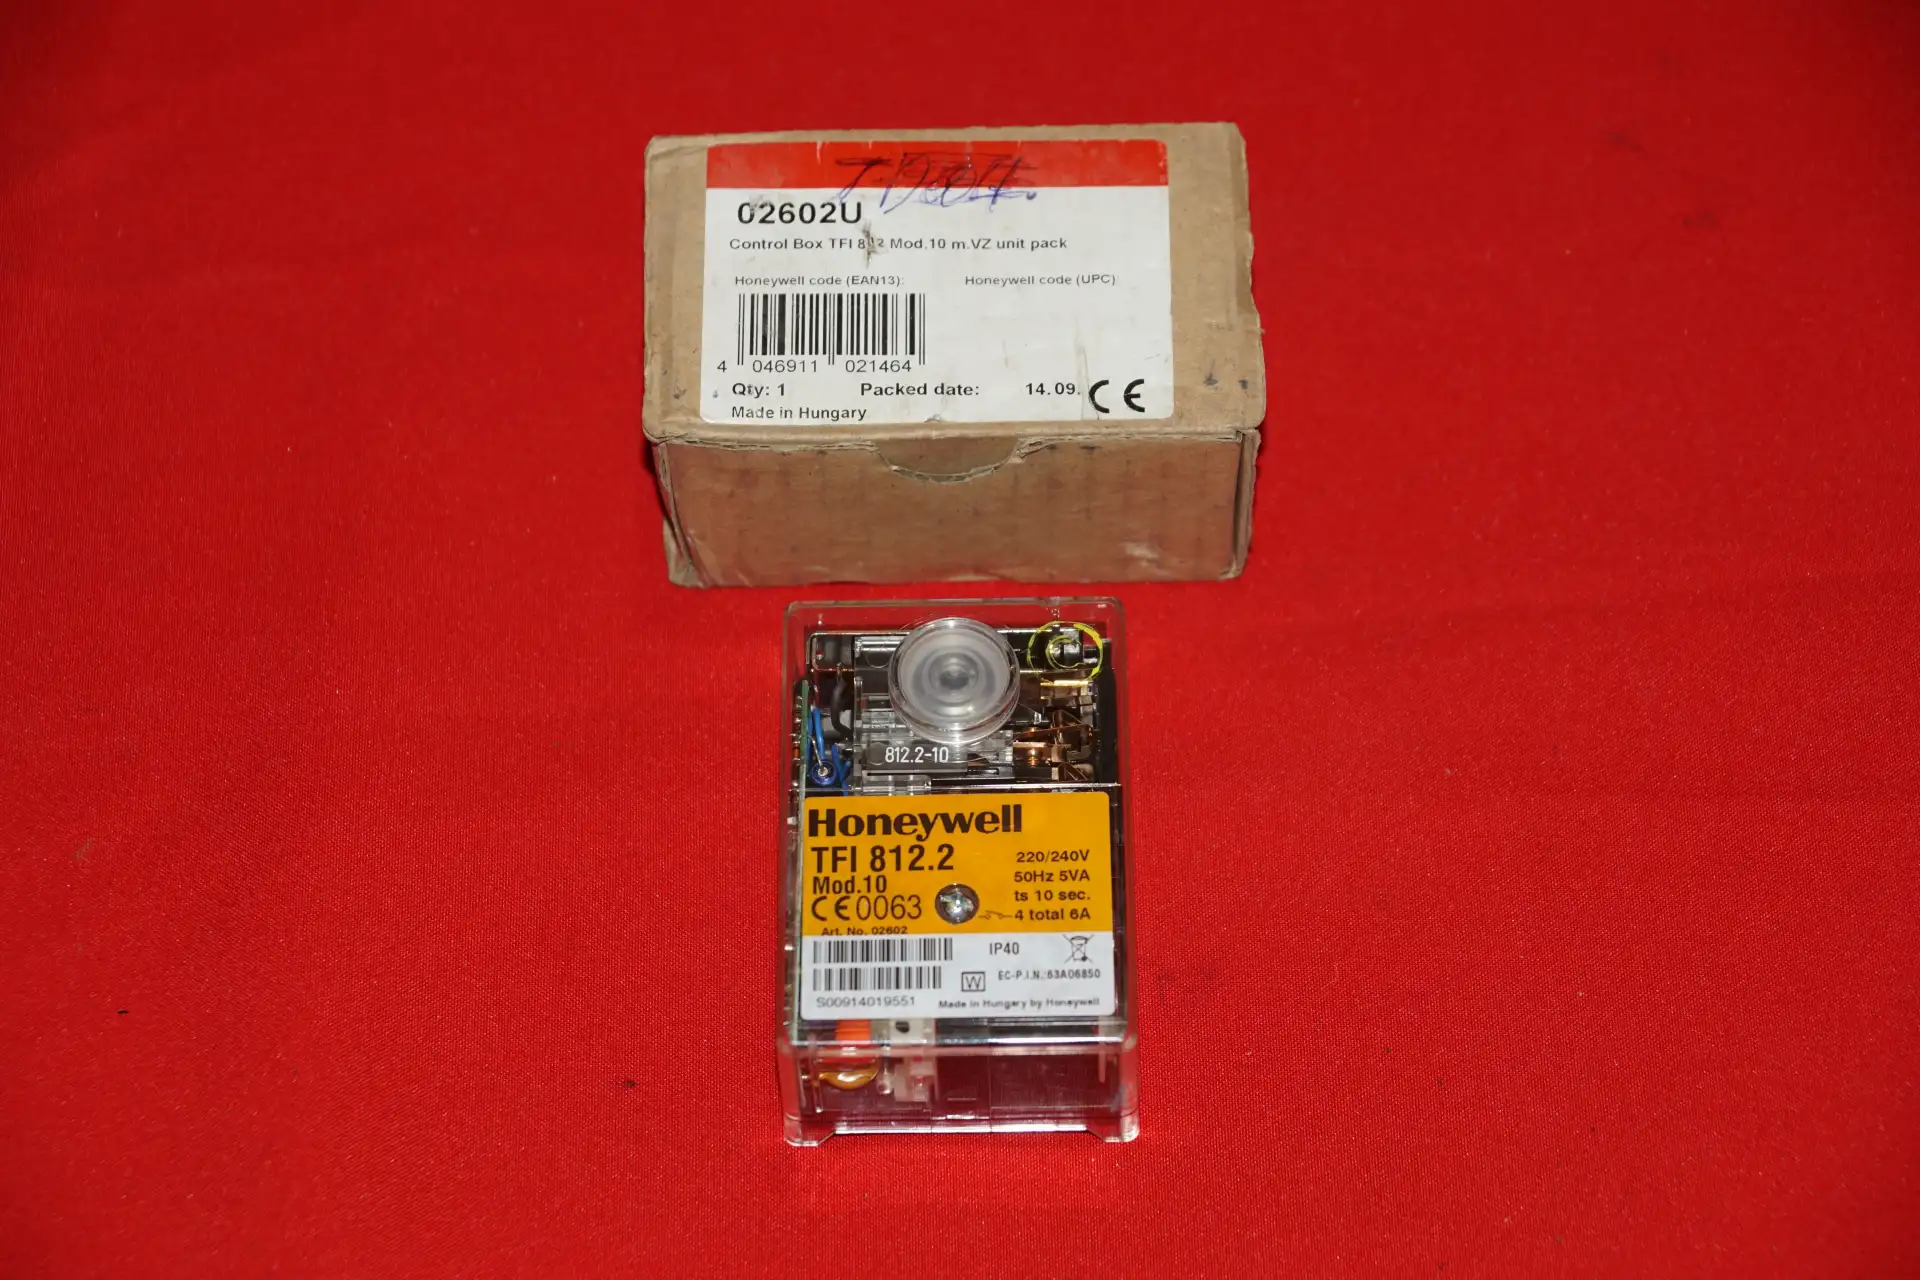 02602U
Control Box TFI 812 Mod.10 m.VZ unit pack
Honeywell code (EAN13): Honeywell code (UPC)
4 046911 021464
Qty: 1 Packed date: 14.09. CE
Made in Hungary
812.2-10
Honeywell
TFI 812.2
220/240V
Mod.10
50Hz 5VA
CE0063
ts 10 sec.
4 total 6A
Art. No. 02602
IP40
W EC-P.I.N.:63A06850
S00914019551 Made in Hungary by Honeywell